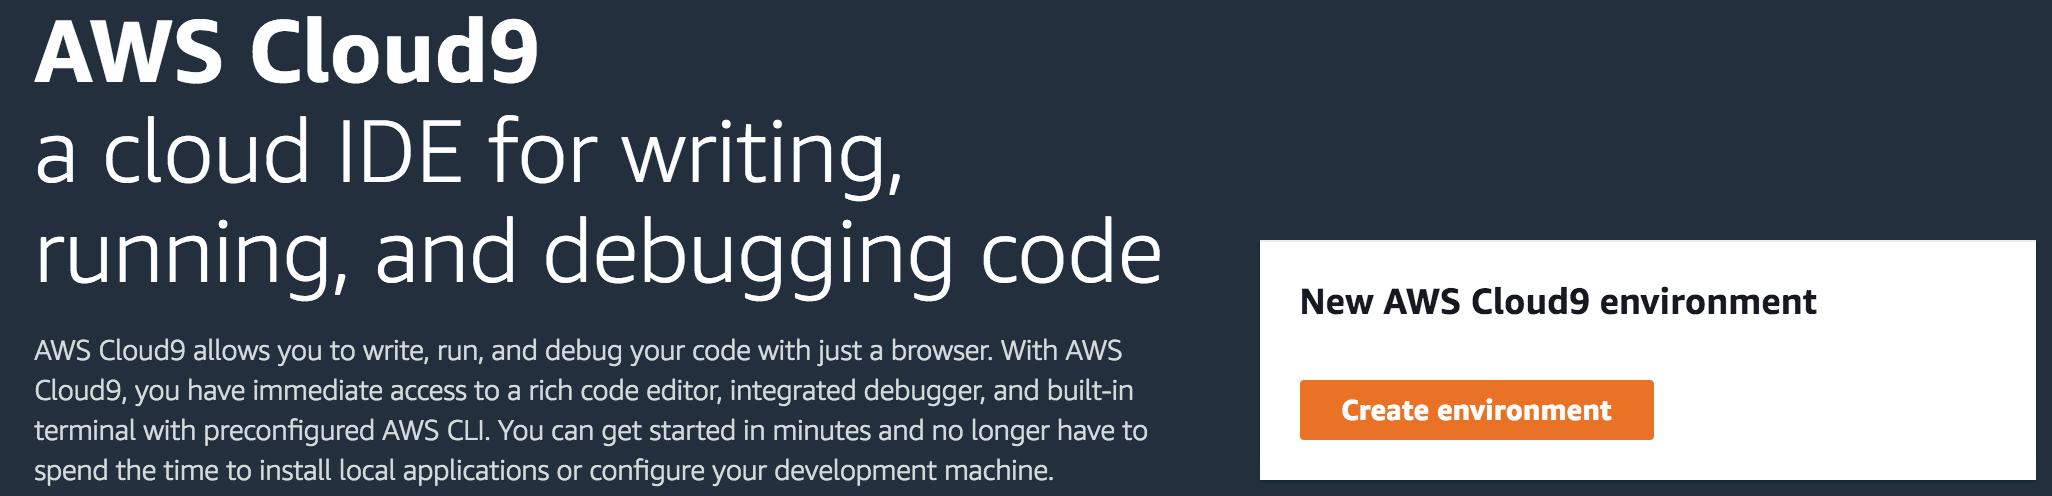 AWS Cloud9
a cloud IDE for writing,
running, and debugging code
AWS Cloud9 allows you to write, run, and debug your code with just a browser. With AWS
Cloud9, you have immediate access to a rich code editor, integrated debugger, and built-in
terminal with preconfigured AWS CLI. You can get started in minutes and no longer have to
spend the time to install local applications or configure your development machine.
New AWS Cloud9 environment
Create environment